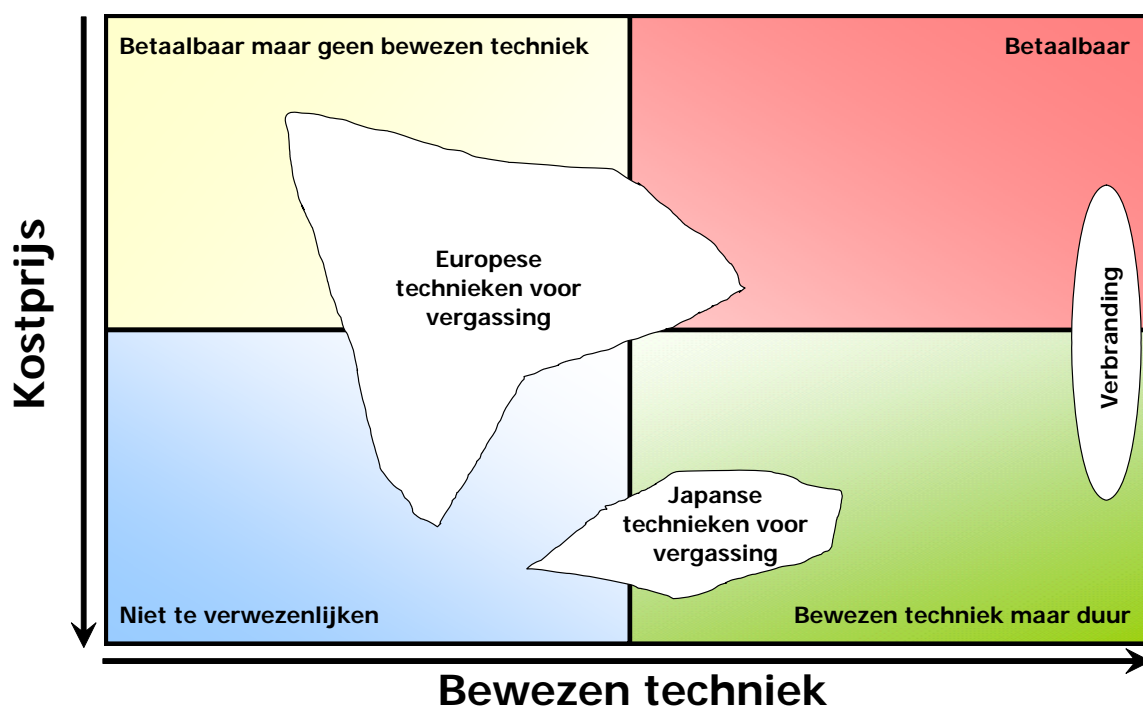 Betaalbaar maar geen bewezen techniek
Betaalbaar
Kostprijs
Europese
technieken voor
vergassing
Verbranding
Japanse
technieken voor
vergassing
Niet te verwezenlijken
Bewezen techniek maar duur
Bewezen techniek